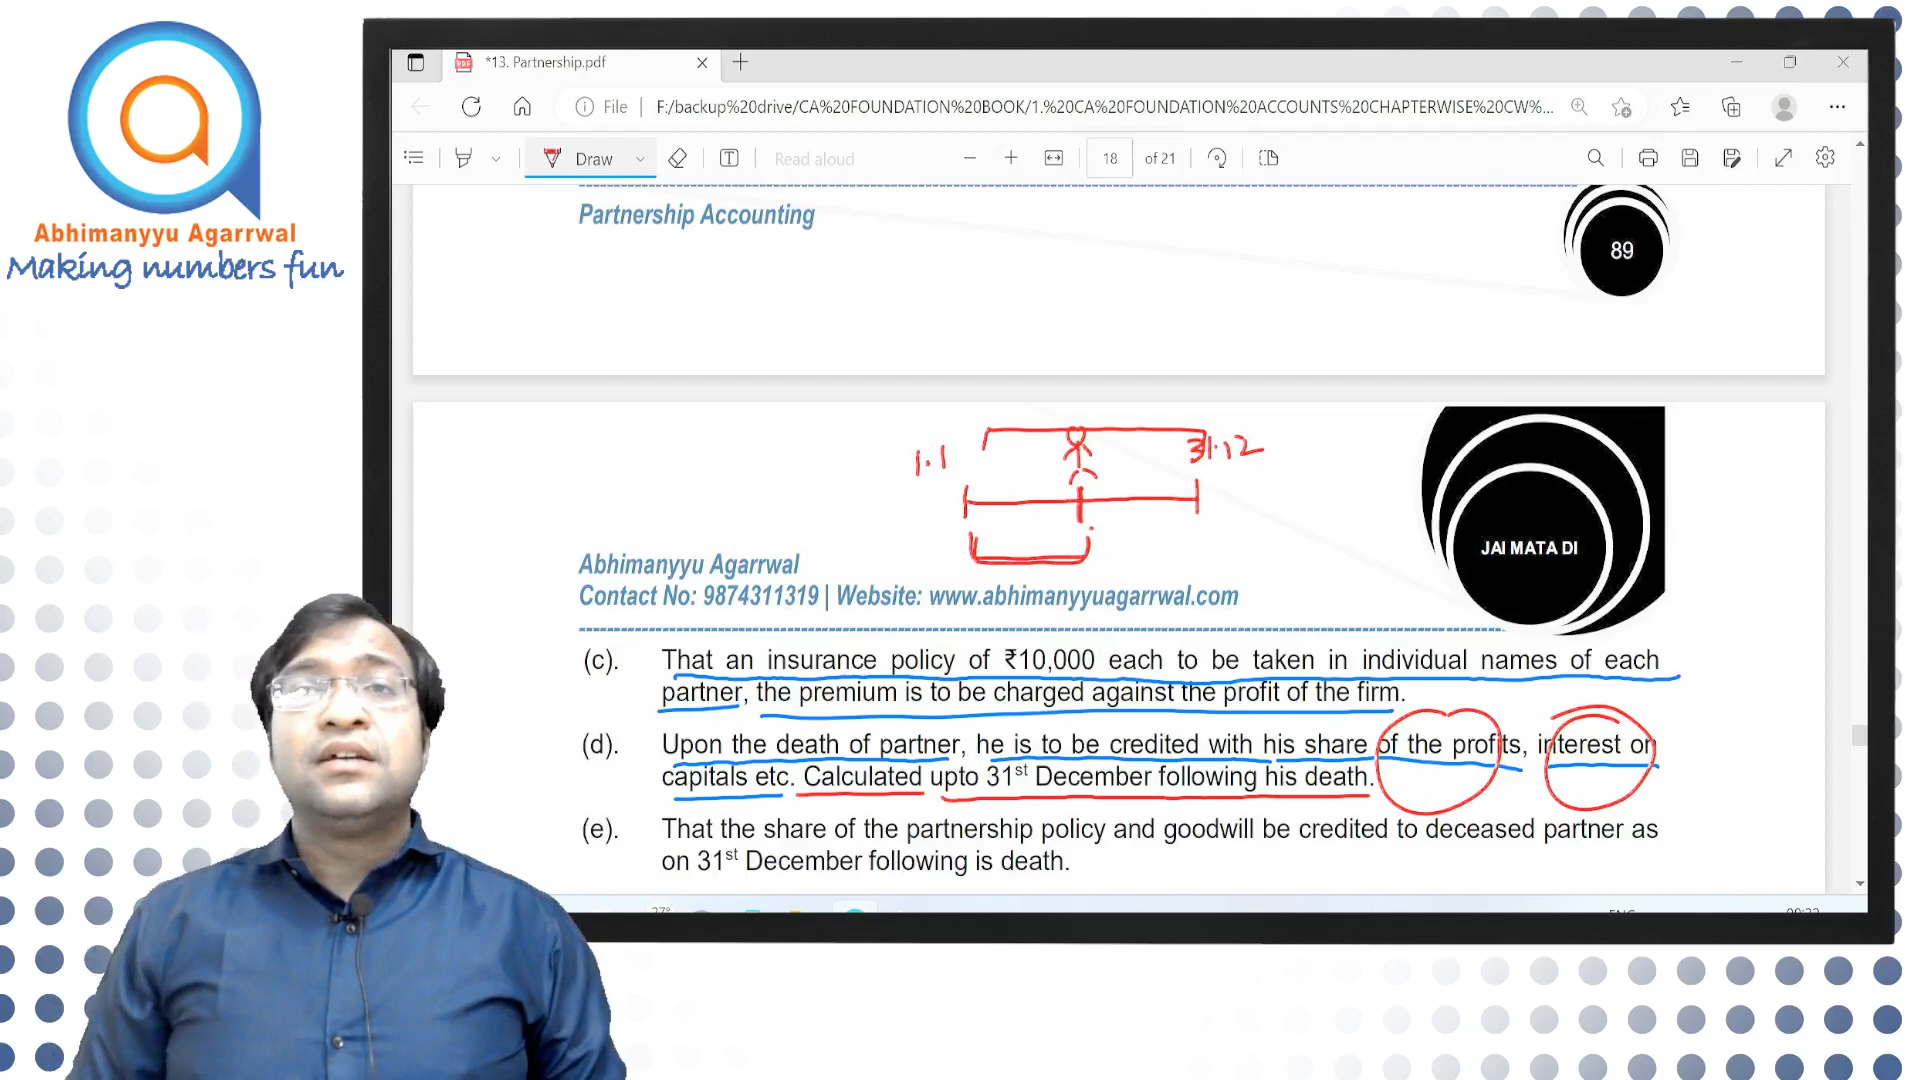 Abhimanyyu Agarrwal
Making numbers fun
*13. Partnership.pdf
File
F:/backup%20drive/CA%20FOUNDATION%20BOOK/1.%20CA%20FOUNDATION%20ACCOUNTS%20CHAPTERWISE%20CW%...
Draw
Read aloud
18 of 21
Partnership Accounting
89
1.1
31.12
JAI MATA DI
Abhimanyyu Agarrwal
Contact No: 9874311319 | Website: www.abhimanyyuagarrwal.com
(c). That an insurance policy of ₹10,000 each to be taken in individual names of each
partner, the premium is to be charged against the profit of the firm.
(d). Upon the death of partner, he is to be credited with his share of the profits, interest on
capitals etc. Calculated upto 31st December following his death.
(e). That the share of the partnership policy and goodwill be credited to deceased partner as
on 31st December following is death.